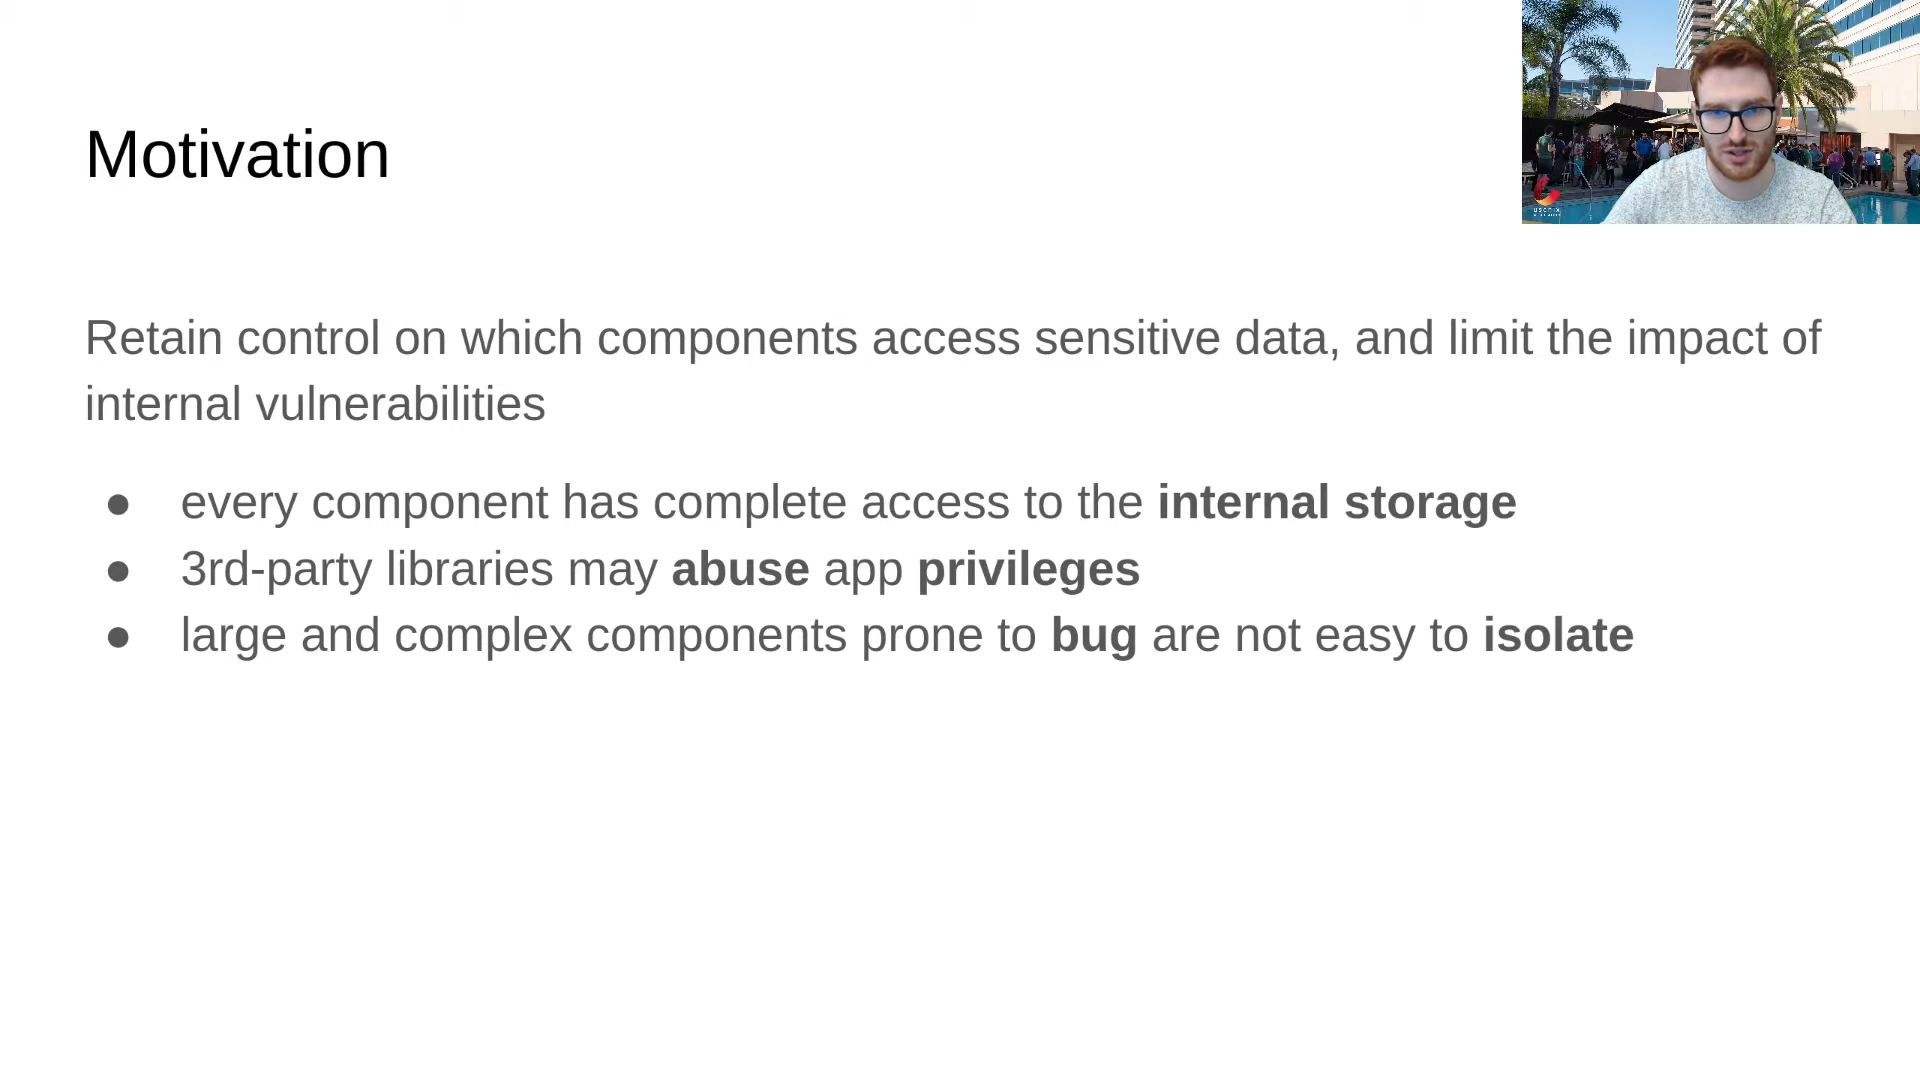 Motivation
Retain control on which components access sensitive data, and limit the impact of
internal vulnerabilities
● every component has complete access to the internal storage
● 3rd-party libraries may abuse app privileges
● large and complex components prone to bug are not easy to isolate
usenix